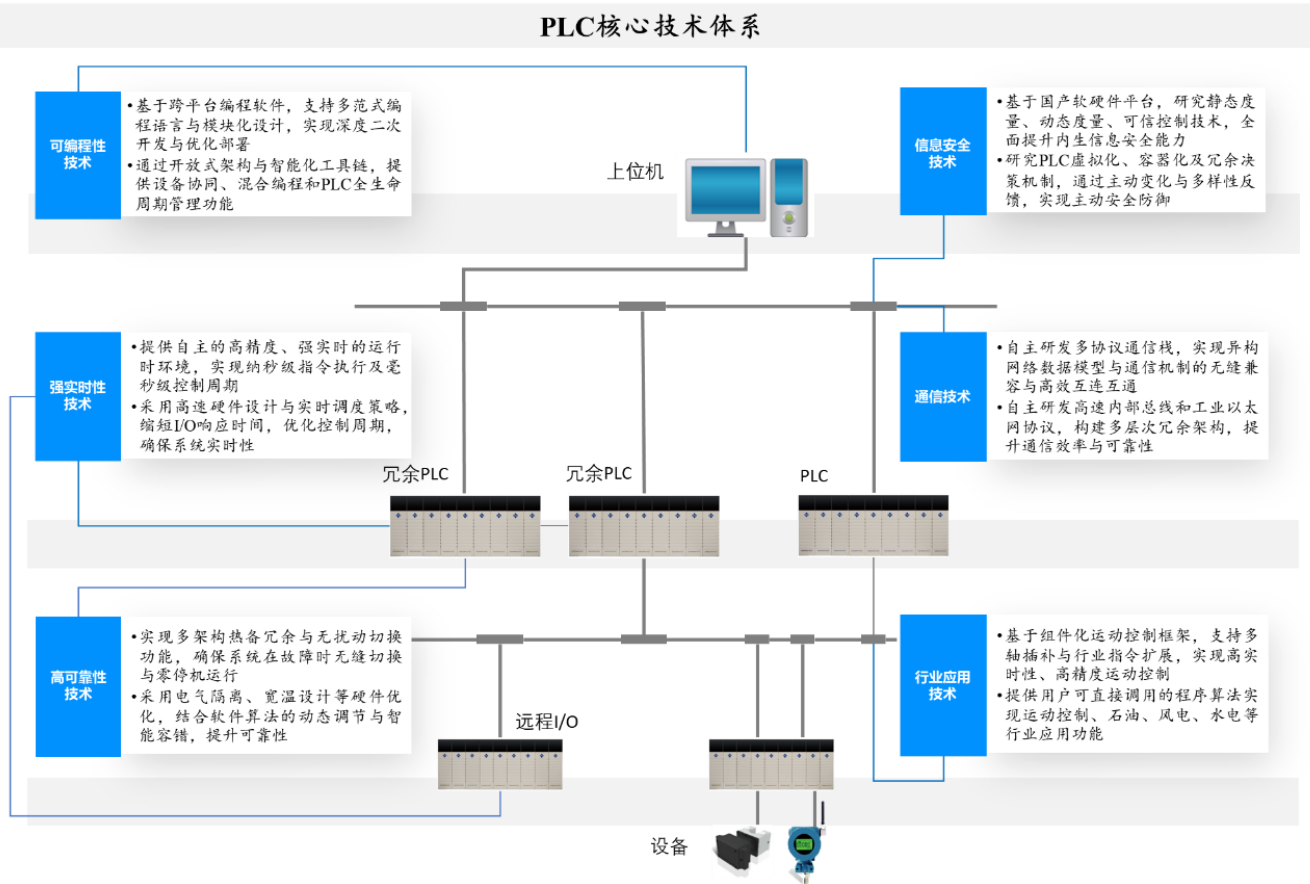 PLC核心技术体系
可编程性
技术
•基于跨平台编程软件，支持多范式编
程语言与模块化设计，实现深度二次
开发与优化部署
•通过开放式架构与智能化工具链，提
供设备协同、混合编程和PLC全生命
周期管理功能
上位机
信息安全
技术
•基于国产软硬件平台，研究静态度
量、动态度量、可信控制技术，全
面提升内生信息安全能力
•研究PLC虚拟化、容器化及冗余决
策机制，通过主动变化与多样性反
馈，实现主动安全防御
强实时性
技术
•提供自主的高精度、强实时的运行
时环境，实现纳秒级指令执行及毫
秒级控制周期
•采用高速硬件设计与实时调度策略，
缩短I/O响应时间，优化控制周期，
确保系统实时性
通信技术
•自主研发多协议通信栈，实现异构
网络数据模型与通信机制的无缝兼
容与高效互连互通
•自主研发高速内部总线和工业以太
网协议，构建多层次冗余架构，提
升通信效率与可靠性
冗余PLC
冗余PLC
PLC
高可靠性
技术
•实现多架构热备冗余与无扰动切换
功能，确保系统在故障时无缝切换
与零停机运行
•采用电气隔离、宽温设计等硬件优
化，结合软件算法的动态调节与智
能容错，提升可靠性
远程I/O
行业应用
技术
•基于组件化运动控制框架，支持多
轴插补与行业指令扩展，实现高实
时性、高精度运动控制
•提供用户可直接调用的程序算法实
现运动控制、石油、风电、水电等
行业应用功能
设备